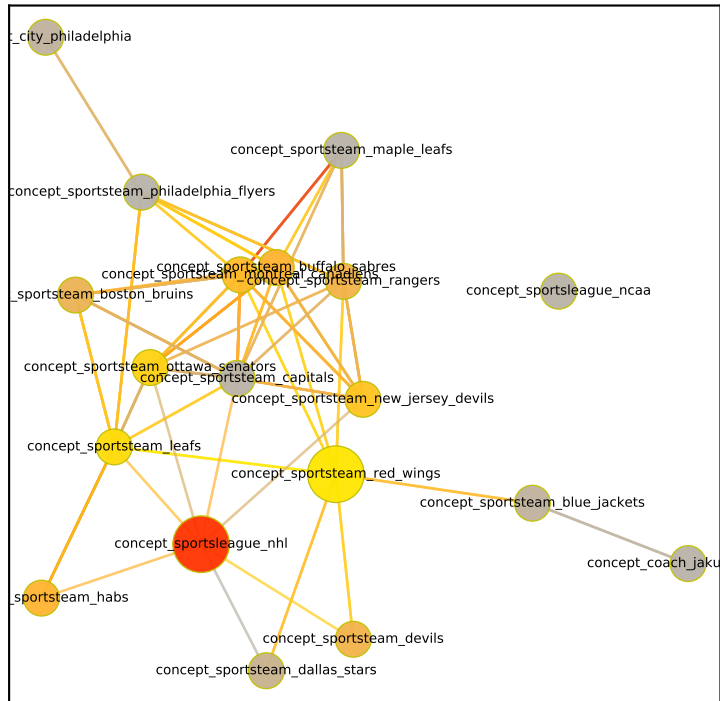 t_city_philadelphia
concept_sportsteam_maple_leafs
concept_sportsteam_philadelphia_flyers
concept_sportsteam_buffalo_sabres
concept_sportsteam_montreal_canadiens
concept_sportsteam_rangers
concept_sportsleague_ncaa
_sportsteam_boston_bruins
concept_sportsteam_ottawa_senators
concept_sportsteam_capitals
concept_sportsteam_new_jersey_devils
concept_sportsteam_leafs
concept_sportsteam_red_wings
concept_sportsteam_blue_jackets
concept_sportsleague_nhl
concept_coach_jaku
_sportsteam_habs
concept_sportsteam_devils
concept_sportsteam_dallas_stars